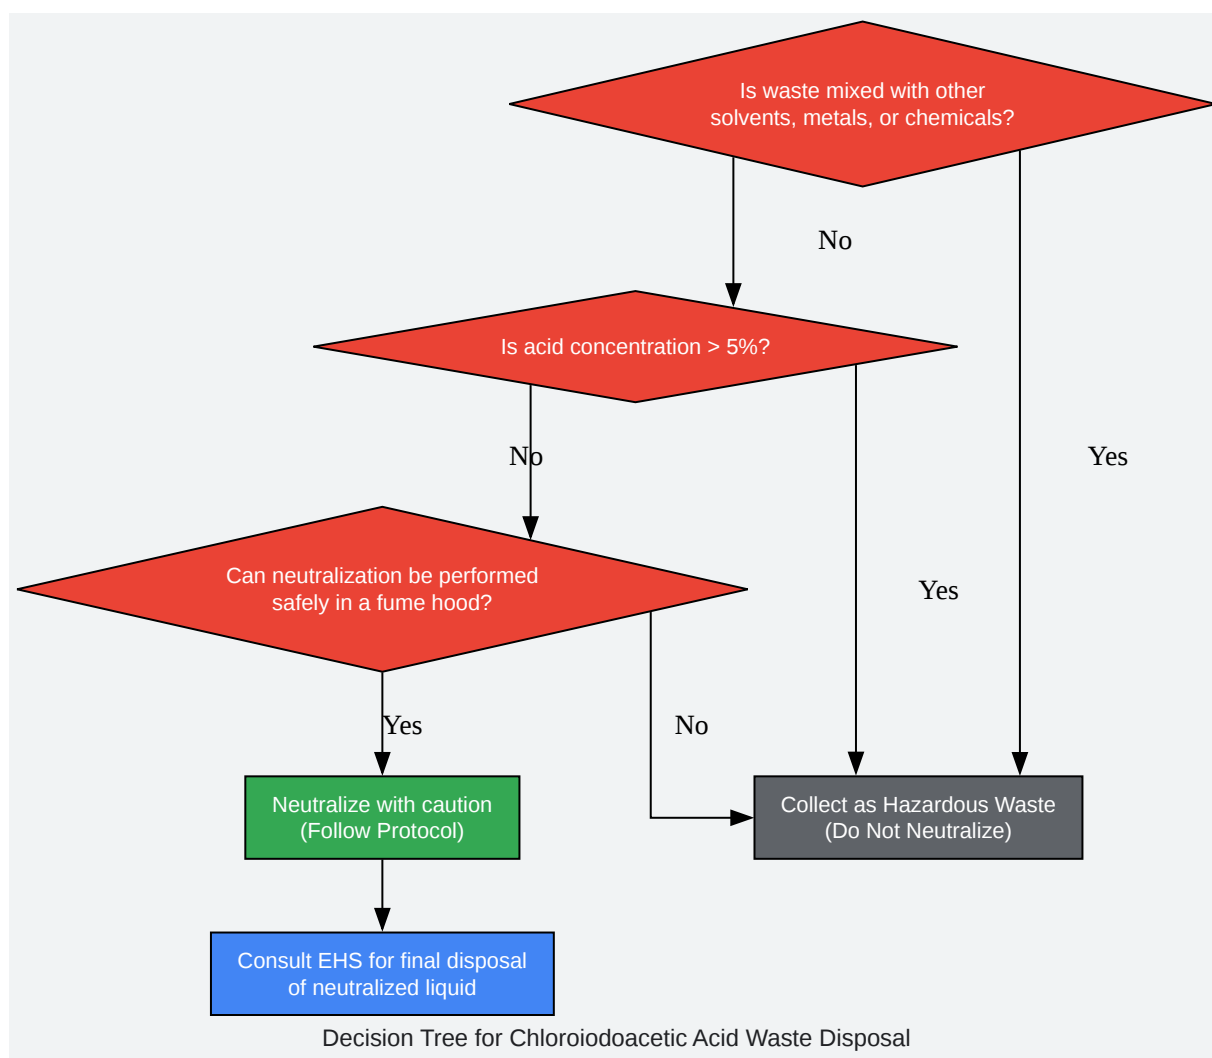 Is waste mixed with other
solvents, metals, or chemicals?
No
Is acid concentration > 5%?
No
Yes
Can neutralization be performed
safely in a fume hood?
Yes
Yes
No
Neutralize with caution
(Follow Protocol)
Collect as Hazardous Waste
(Do Not Neutralize)
Consult EHS for final disposal
of neutralized liquid
Decision Tree for Chloroiodoacetic Acid Waste Disposal